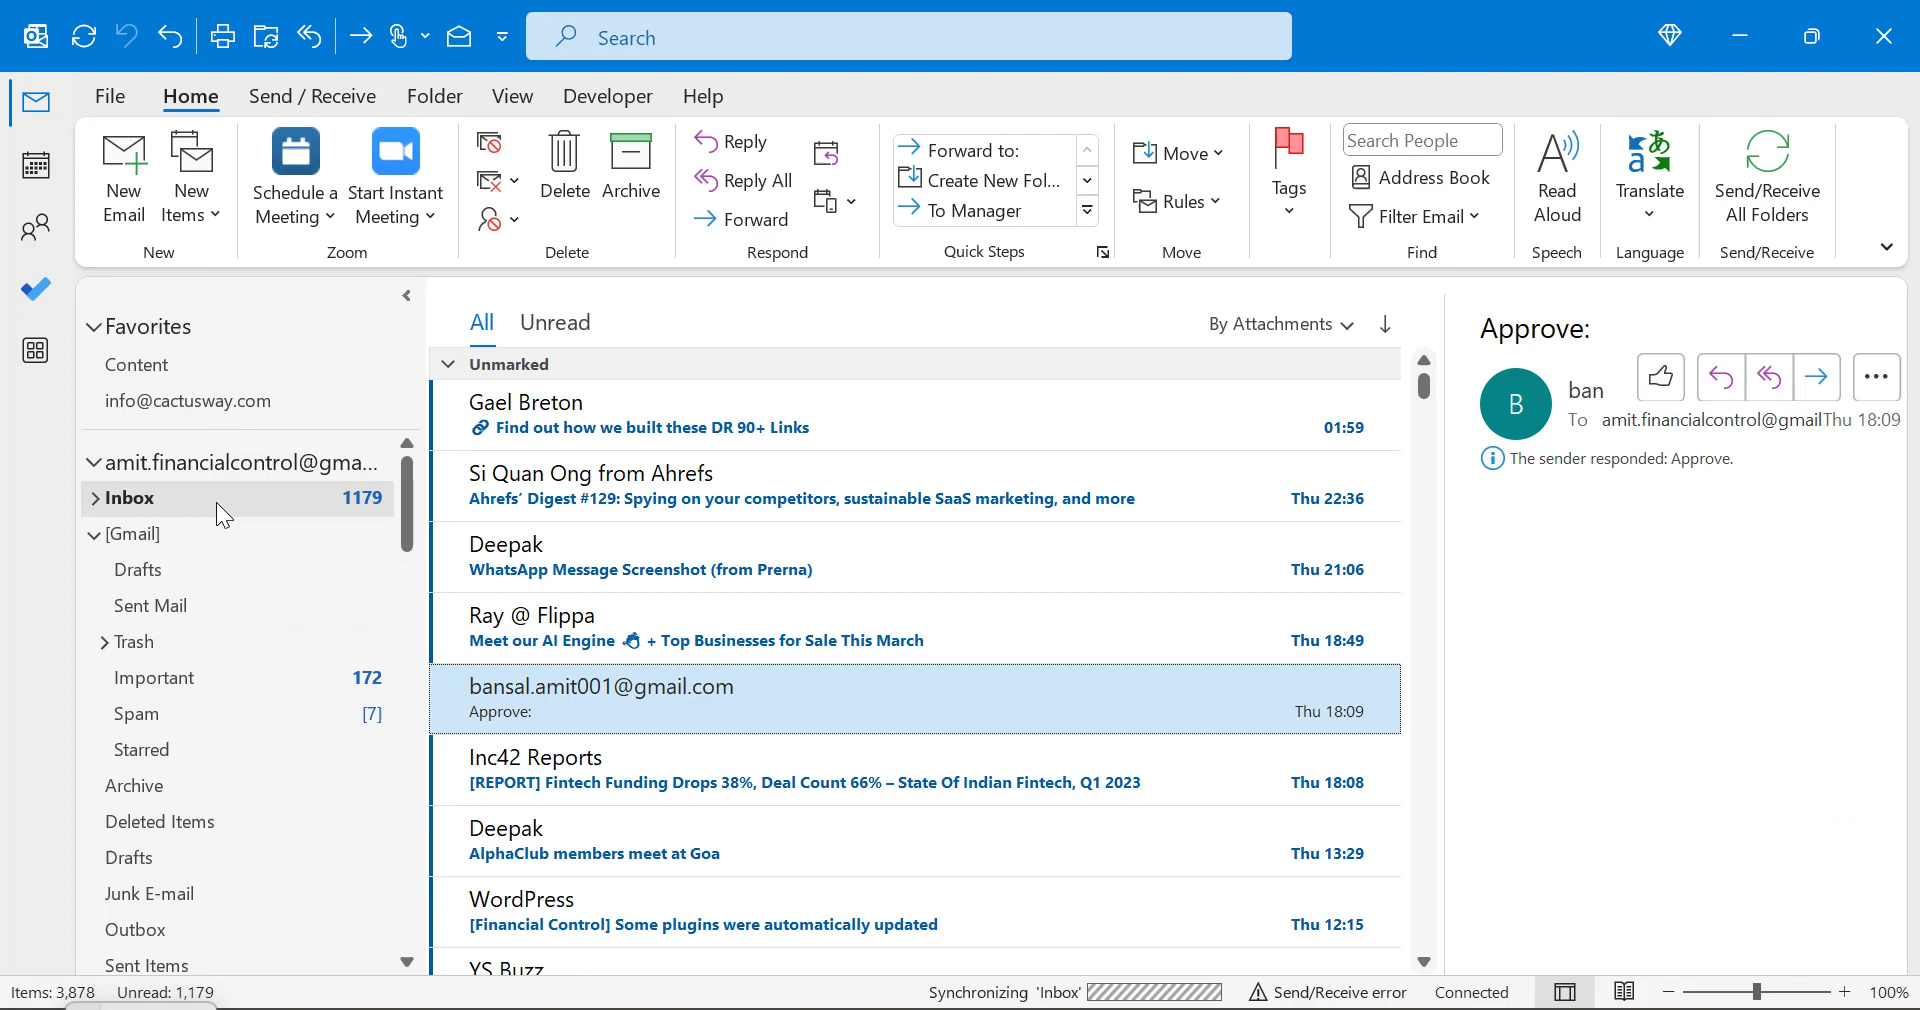 Search
File Home Send / Receive Folder View Developer Help
New Email
New Items
Schedule a Meeting
Start Instant Meeting
Delete
Archive
Reply
Reply All
Forward
Forward to:
Create New Fol...
To Manager
Move
Rules
Tags
Search People
Address Book
Filter Email
Read Aloud
Translate
Send/Receive All Folders
New Zoom Delete Respond Quick Steps Move Find Speech Language Send/Receive
Favorites
Content
info@cactusway.com
amit.financialcontrol@gma...
Inbox 1179
[Gmail]
Drafts
Sent Mail
Trash
Important 172
Spam [7]
Starred
Archive
Deleted Items
Drafts
Junk E-mail
Outbox
Sent Items
All Unread By Attachments
Unmarked
Gael Breton
Find out how we built these DR 90+ Links 01:59
Si Quan Ong from Ahrefs
Ahrefs' Digest #129: Spying on your competitors, sustainable SaaS marketing, and more Thu 22:36
Deepak
WhatsApp Message Screenshot (from Prerna) Thu 21:06
Ray @ Flippa
Meet our AI Engine + Top Businesses for Sale This March Thu 18:49
bansal.amit001@gmail.com
Approve: Thu 18:09
Inc42 Reports
[REPORT] Fintech Funding Drops 38%, Deal Count 66% – State Of Indian Fintech, Q1 2023 Thu 18:08
Deepak
AlphaClub members meet at Goa Thu 13:29
WordPress
[Financial Control] Some plugins were automatically updated Thu 12:15
YS Buzz
Approve:
B
ban
To amit.financialcontrol@gmail Thu 18:09
The sender responded: Approve.
Items: 3,878 Unread: 1,179 Synchronizing 'Inbox' Send/Receive error Connected 100%